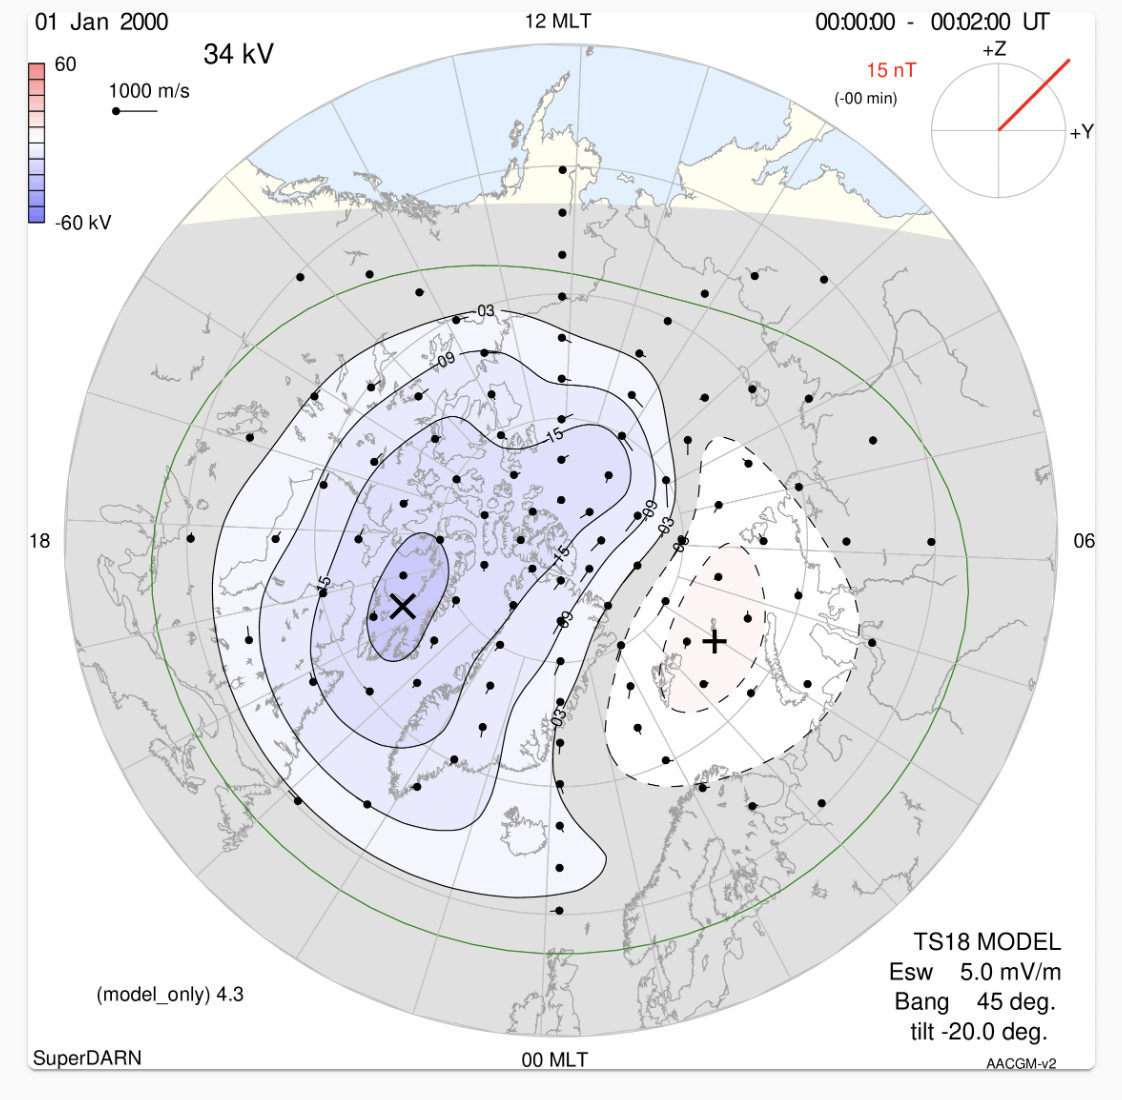 01 Jan 2000
12 MLT
00:00:00 - 00:02:00 UT
34 kV
60
-60 kV
1000 m/s
15 nT
(-00 min)
+Z
+Y
-03
-09
-15
-09
-03
-15
-15
-09
-03
18
06
TS18 MODEL
Esw 5.0 mV/m
Bang 45 deg.
tilt -20.0 deg.
(model_only) 4.3
SuperDARN
00 MLT
AACGM-v2